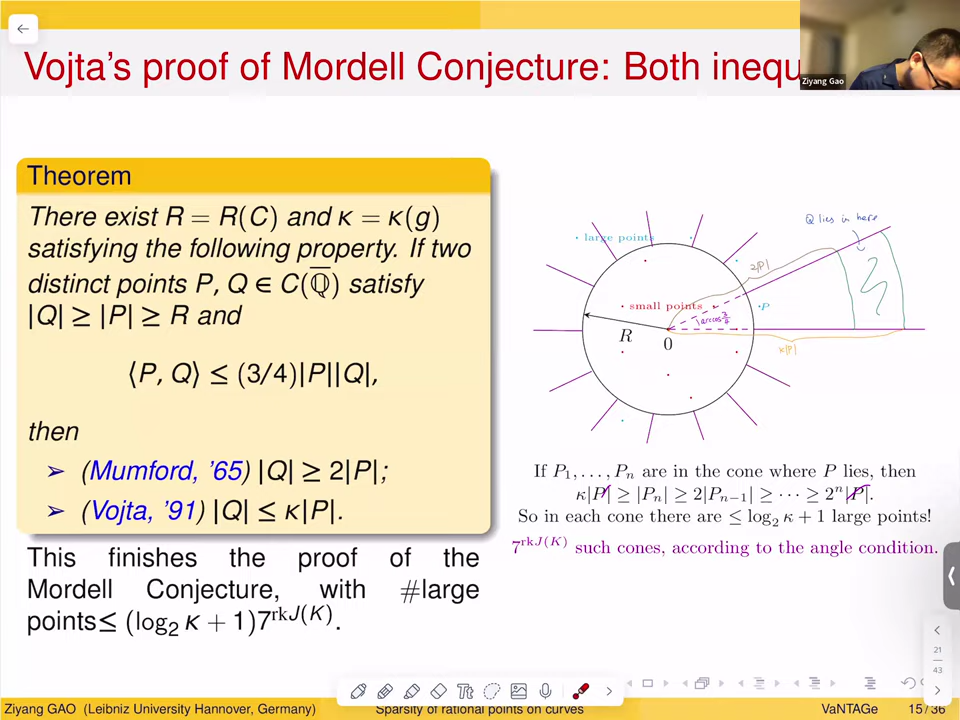 Vojta's proof of Mordell Conjecture: Both inequ
Ziyang Gao
Theorem
There exist R = R(C) and κ = κ(g)
satisfying the following property. If two
distinct points P, Q ∈ C(ℚ̅) satisfy
|Q| ≥ |P| ≥ R and
⟨P, Q⟩ ≤ (3/4)|P||Q|,
then
➢ (Mumford, '65) |Q| ≥ 2|P|;
➢ (Vojta, '91) |Q| ≤ κ|P|.
This finishes the proof of the
Mordell Conjecture, with #large
points≤ (log₂ κ + 1)7^{rkJ(K)}.
Q lies in here
large points
2|P|
small points
P
R
0
κ|P|
If P₁, . . . , Pₙ are in the cone where P lies, then
κ|P| ≥ |Pₙ| ≥ 2|Pₙ₋₁| ≥ ··· ≥ 2ⁿ|P|.
So in each cone there are ≤ log₂ κ + 1 large points!
7^{rkJ(K)} such cones, according to the angle condition.
21
43
Tt
Ziyang GAO (Leibniz University Hannover, Germany)
Sparsity of rational points on curves
VaNTAGe
15 / 36